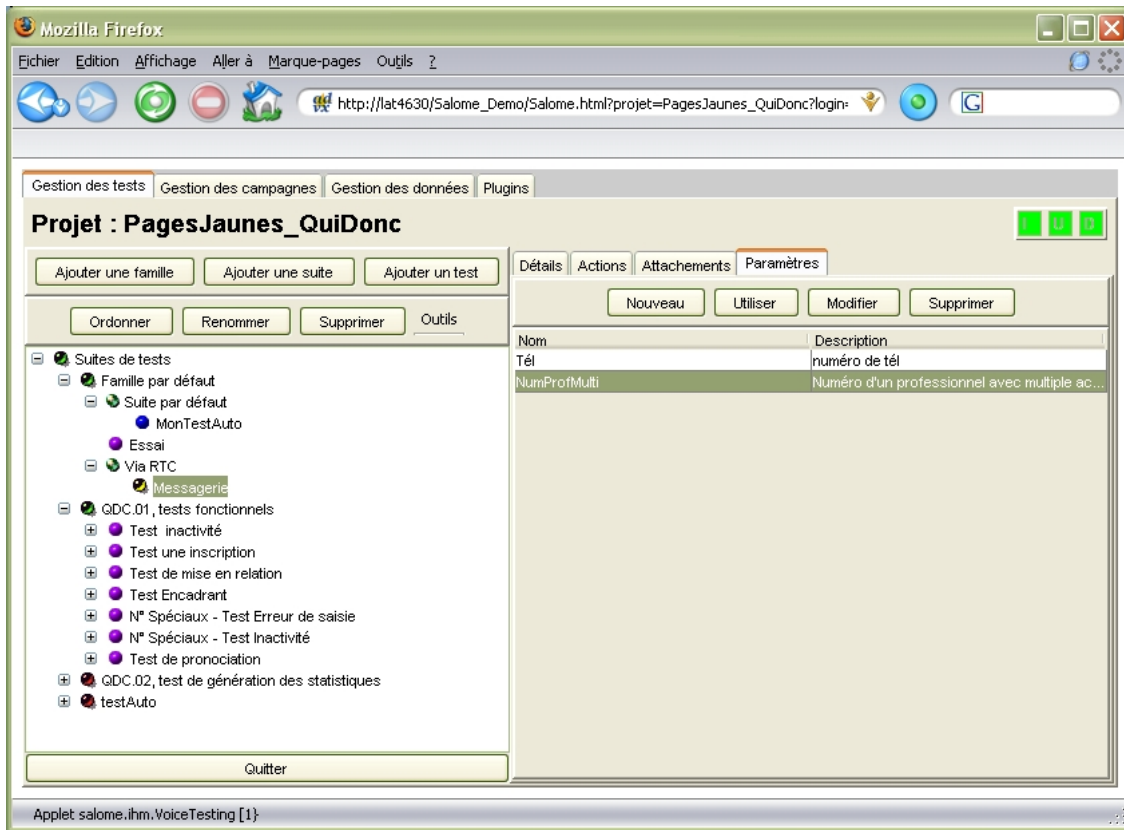 Mozilla Firefox
Fichier Edition Affichage Aller à Marque-pages Outils ?
http://lat4630/Salome_Demo/Salome.html?projet=PagesJaunes_QuiDonc?login= G
Gestion des tests Gestion des campagnes Gestion des données Plugins
Projet : PagesJaunes_QuiDonc I U D
Ajouter une famille Ajouter une suite Ajouter un test
Ordonner Renommer Supprimer Outils
Suites de tests
Famille par défaut
Suite par défaut
MonTestAuto
Essai
Via RTC
Messagerie
QDC.01, tests fonctionnels
Test inactivité
Test une inscription
Test de mise en relation
Test Encadrant
N° Spéciaux - Test Erreur de saisie
N° Spéciaux - Test Inactivité
Test de pronociation
QDC.02, test de génération des statistiques
testAuto
Quitter
Détails Actions Attachements Paramètres
Nouveau Utiliser Modifier Supprimer
Nom Description
Tél numéro de tél
NumProfMulti Numéro d'un professionnel avec multiple ac...
Applet salome.ihm.VoiceTesting [1}